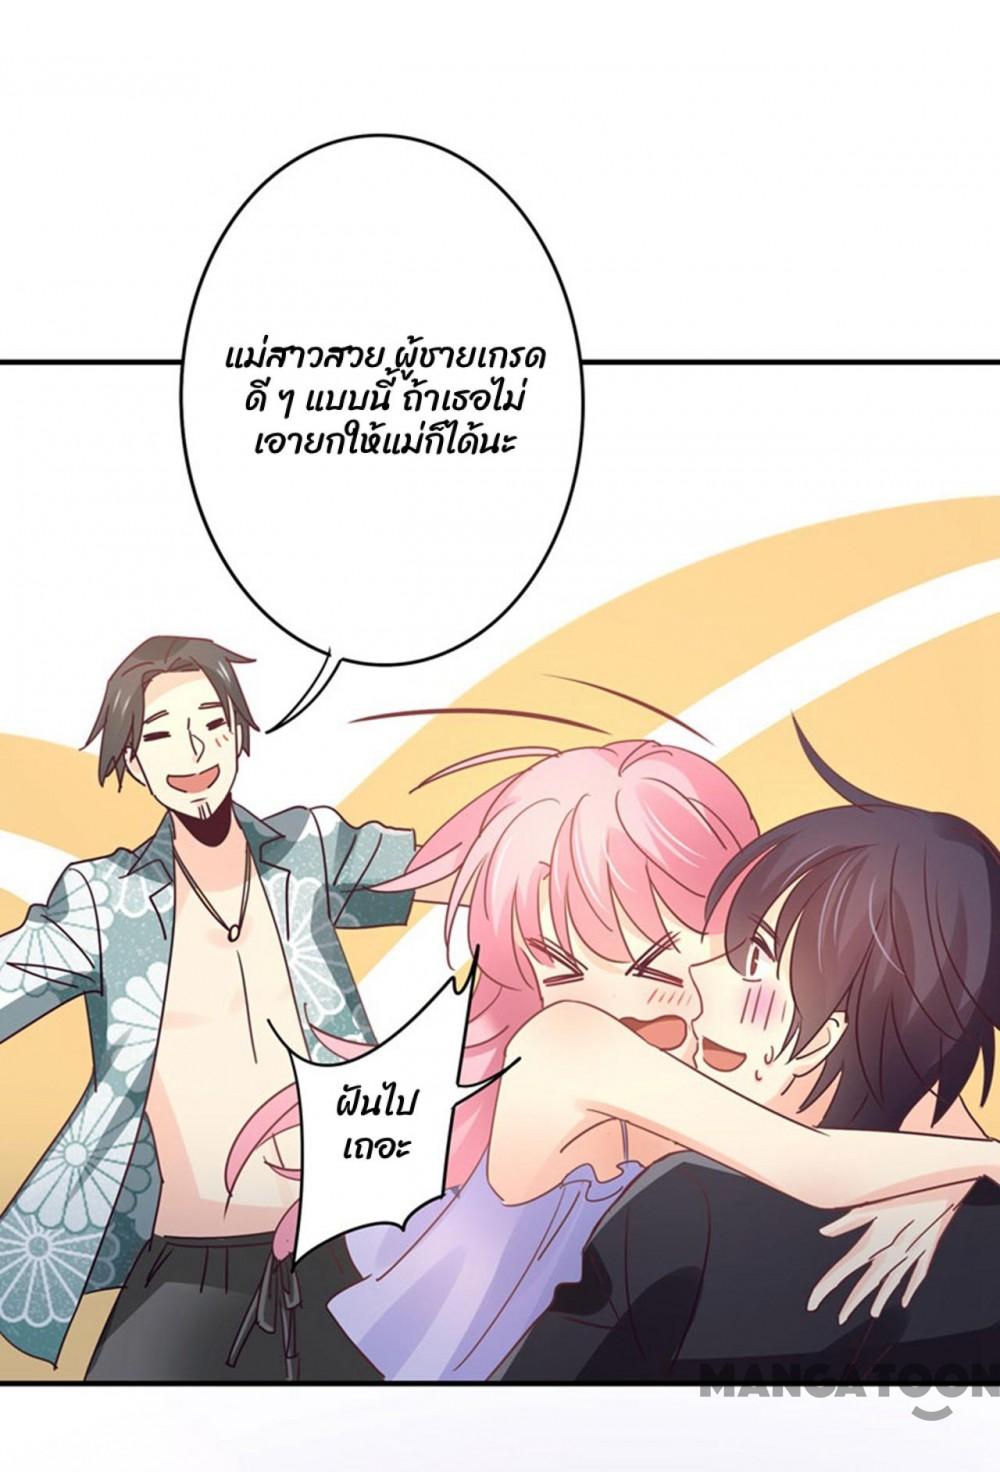 แม่สาวสวย ผู้ชายเกรด
ดี ๆ แบบนี้ ถ้าเธอไม่
เอายกให้แม่ก็ได้นะ
ฝันไป
เถอะ
MANGATOON